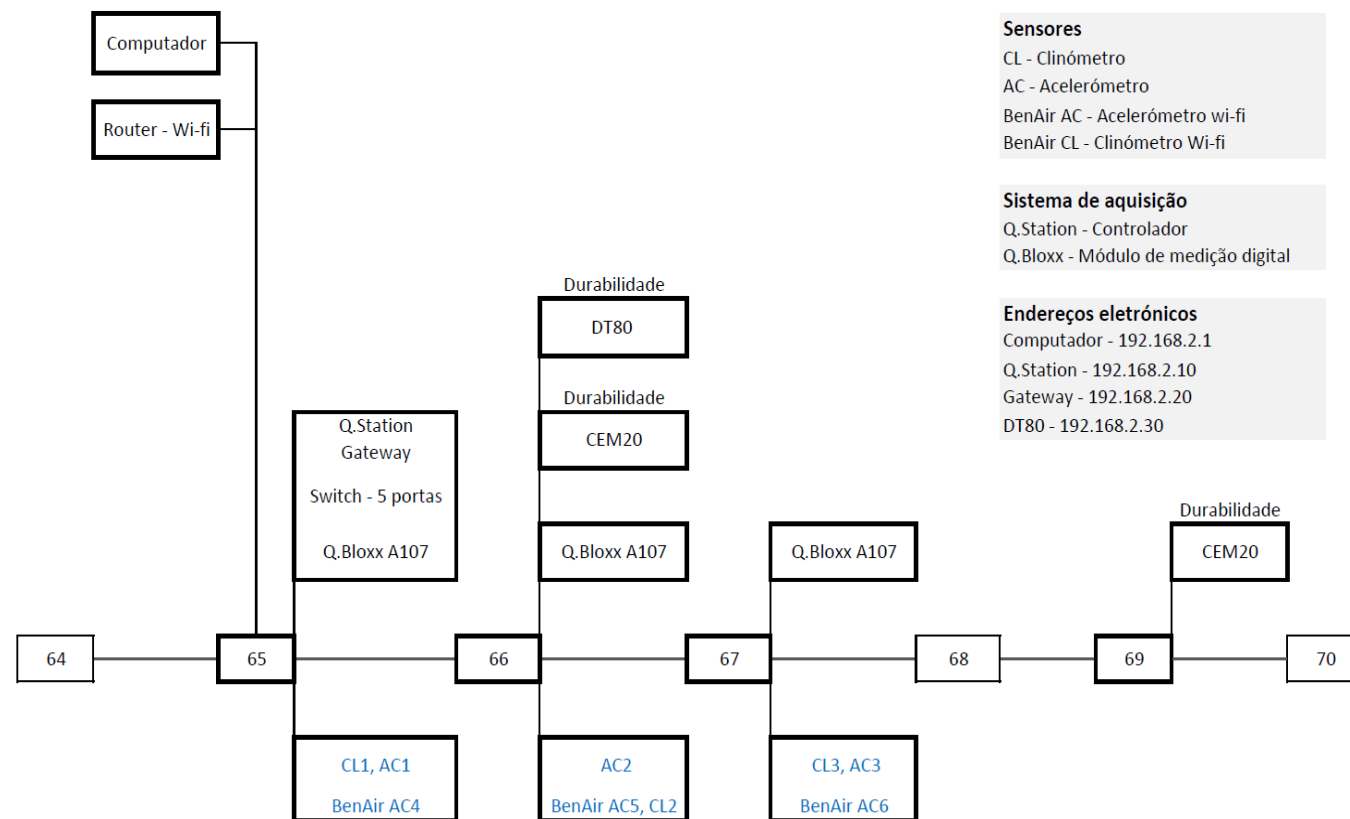 Computador
Router - Wi-fi
Sensores
CL - Clinómetro
AC - Acelerómetro
BenAir AC - Acelerómetro wi-fi
BenAir CL - Clinómetro Wi-fi
Sistema de aquisição
Q.Station - Controlador
Q.Bloxx - Módulo de medição digital
Endereços eletrónicos
Computador - 192.168.2.1
Q.Station - 192.168.2.10
Gateway - 192.168.2.20
DT80 - 192.168.2.30
Durabilidade
DT80
Durabilidade
CEM20
Q.Station
Gateway
Switch - 5 portas
Q.Bloxx A107
Q.Bloxx A107
Q.Bloxx A107
Durabilidade
CEM20
64
65
66
67
68
69
70
CL1, AC1
BenAir AC4
AC2
BenAir AC5, CL2
CL3, AC3
BenAir AC6